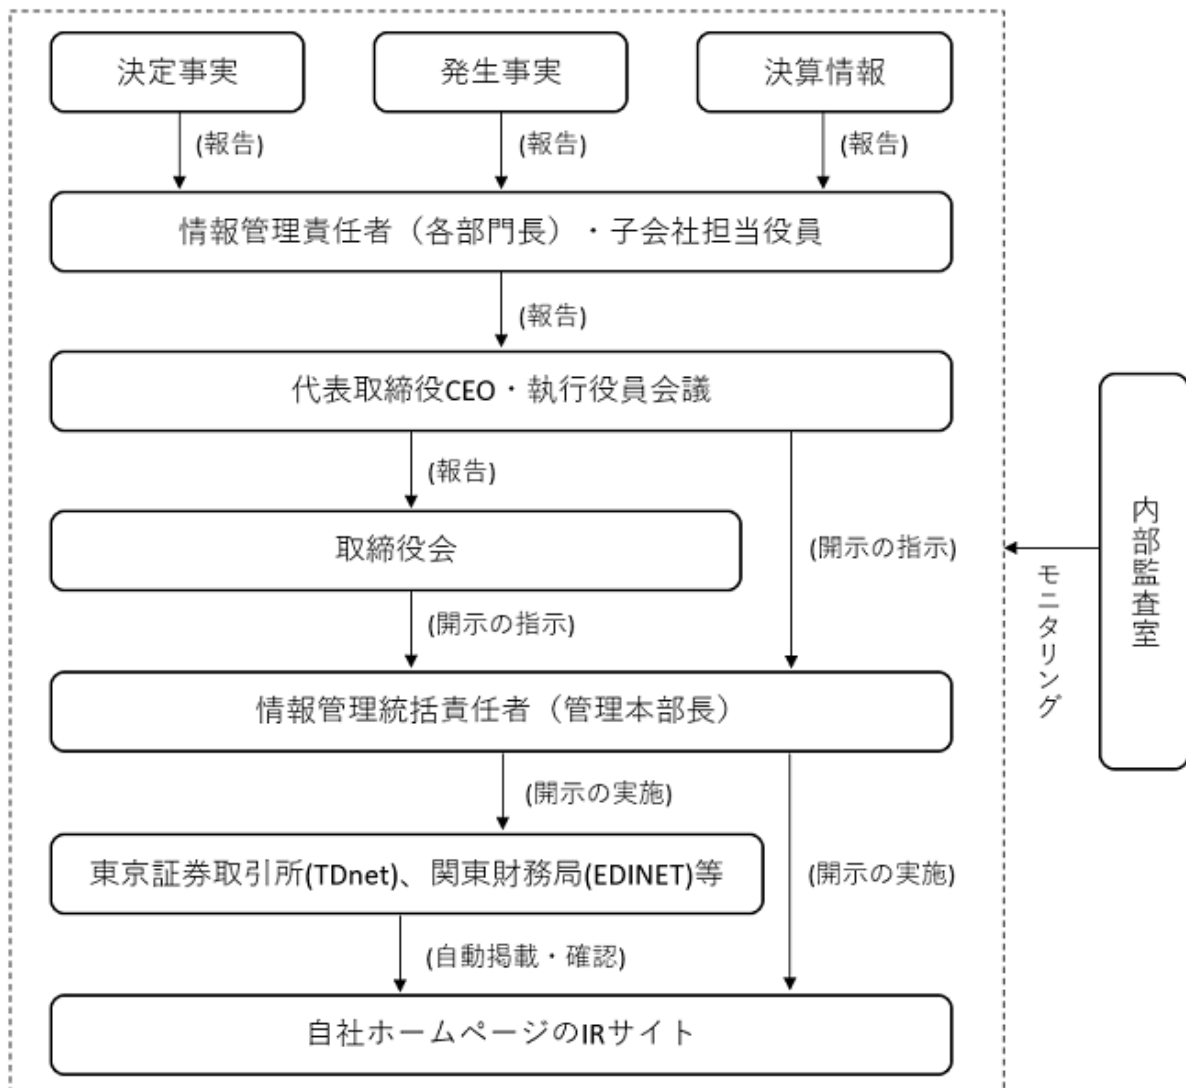 決定事実
発生事実
決算情報
(報告)
(報告)
(報告)
情報管理責任者（各部門長）・子会社担当役員
(報告)
代表取締役CEO・執行役員会議
(報告)
取締役会
(開示の指示)
(開示の指示)
情報管理統括責任者（管理本部長）
(開示の実施)
東京証券取引所(TDnet)、関東財務局(EDINET)等
(開示の実施)
(自動掲載・確認)
自社ホームページのIRサイト
モニタリング
内部監査室